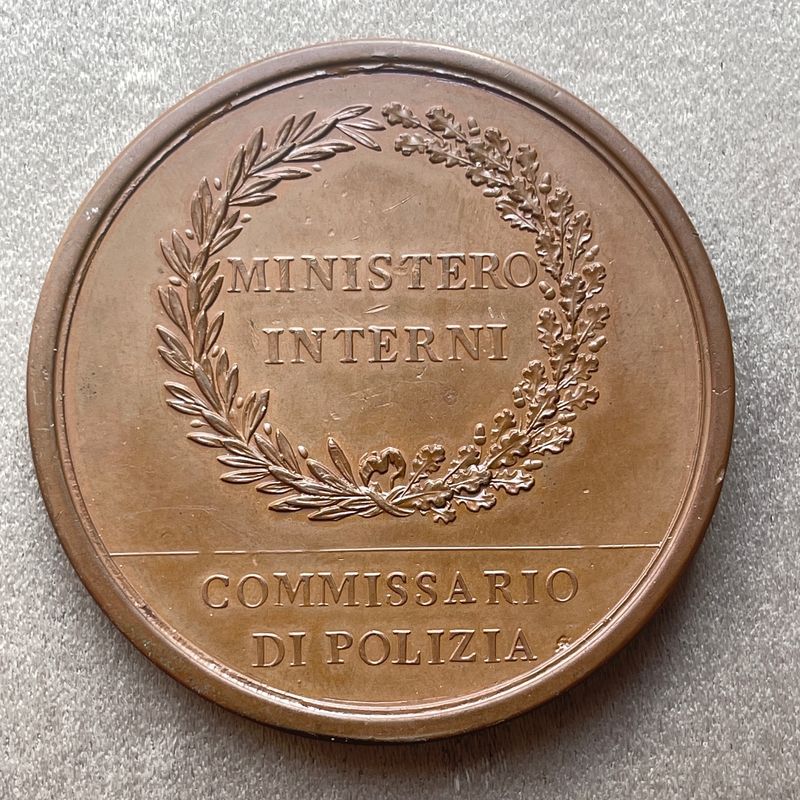 MINISTERO
INTERNI
COMMISSARIO
DI POLIZIA